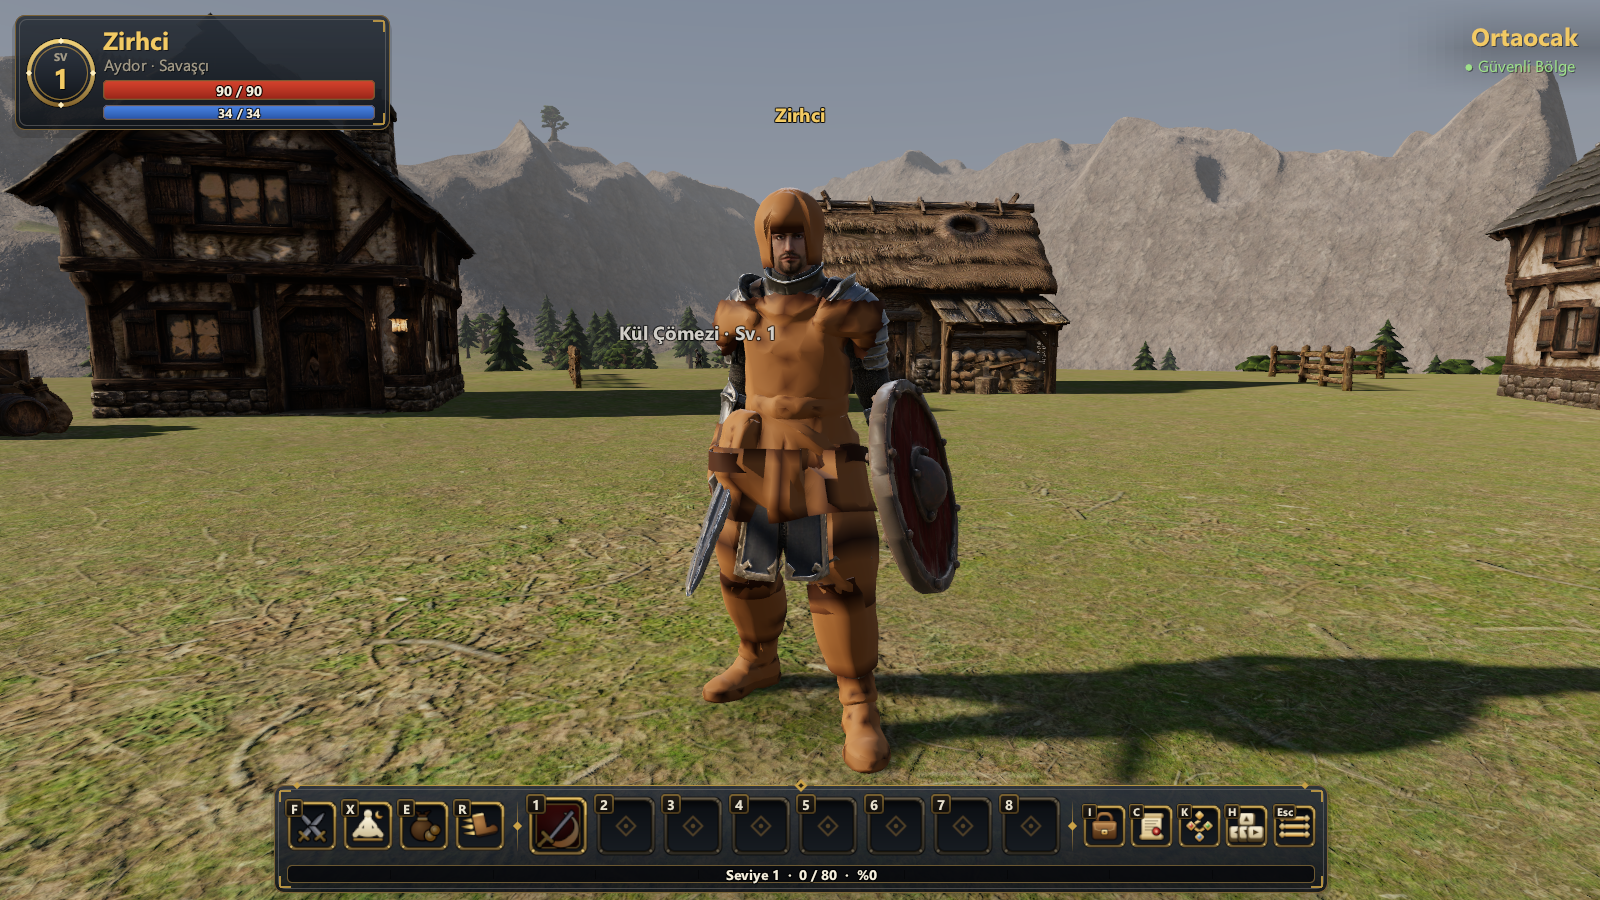 SV
1
Zirhci
Aydor · Savaşçı
90 / 90
34 / 34
Ortaocak
Güvenli Bölge
Zirhci
Kül Çömezi · Sv. 1
F X E R 1 2 3 4 5 6 7 8 I C K H Esc
Seviye 1 · 0 / 80 · %0